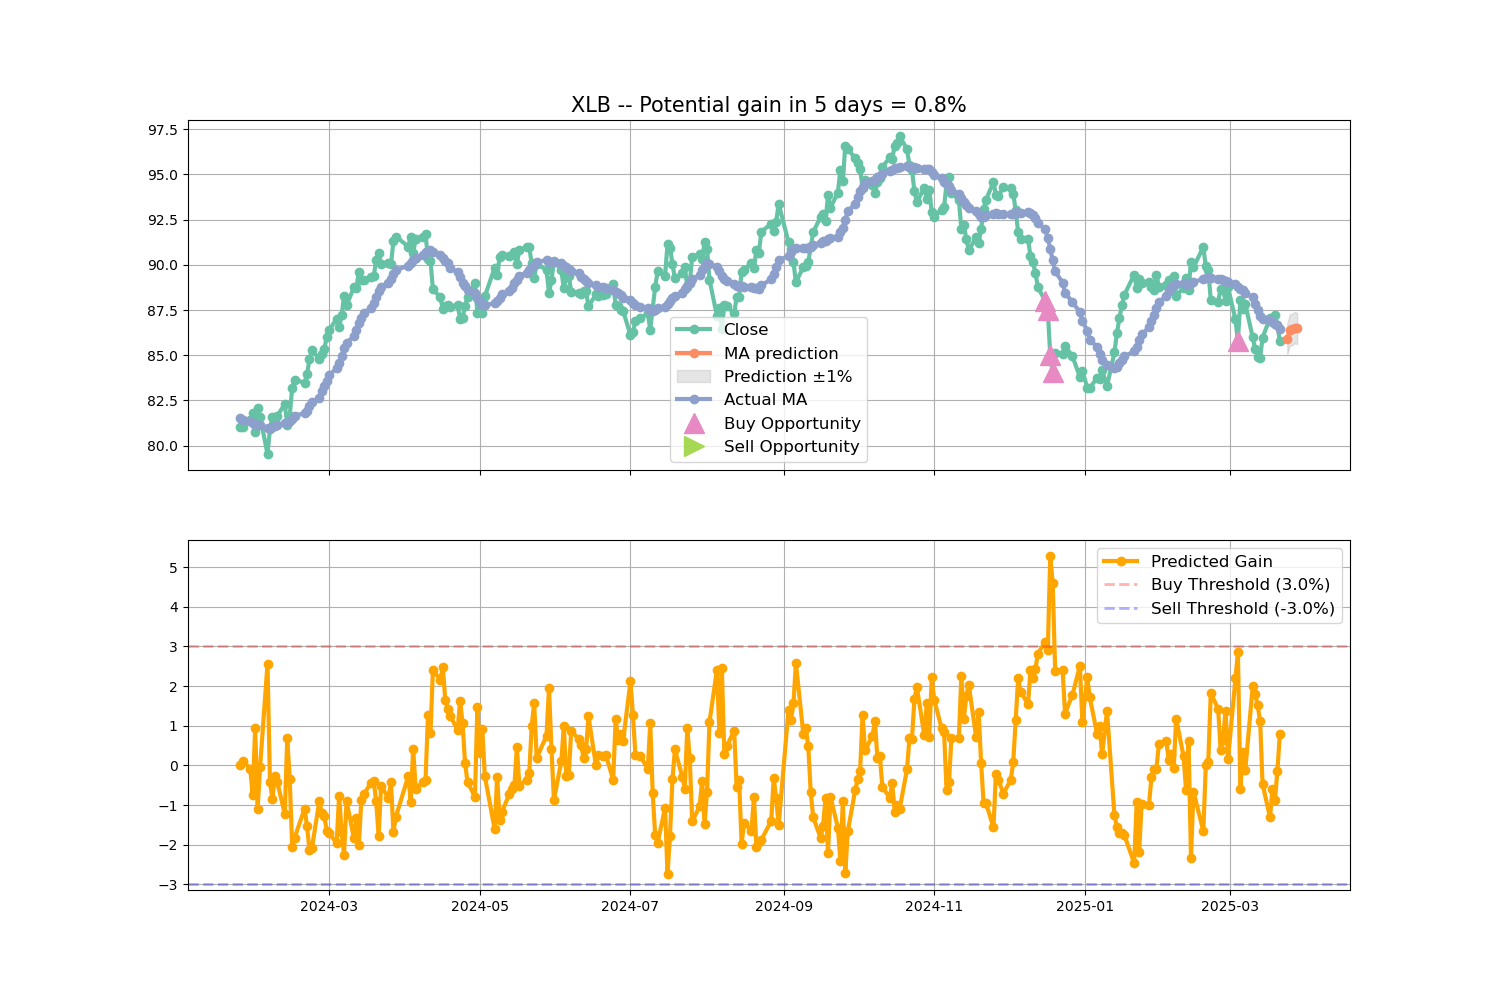 XLB -- Potential gain in 5 days = 0.8%
97.5
95.0
92.5
90.0
87.5
85.0
82.5
80.0
Close
MA prediction
Prediction ±1%
Actual MA
Buy Opportunity
Sell Opportunity
5
4
3
2
1
0
−1
−2
−3
Predicted Gain
Buy Threshold (3.0%)
Sell Threshold (-3.0%)
2024-03 2024-05 2024-07 2024-09 2024-11 2025-01 2025-03